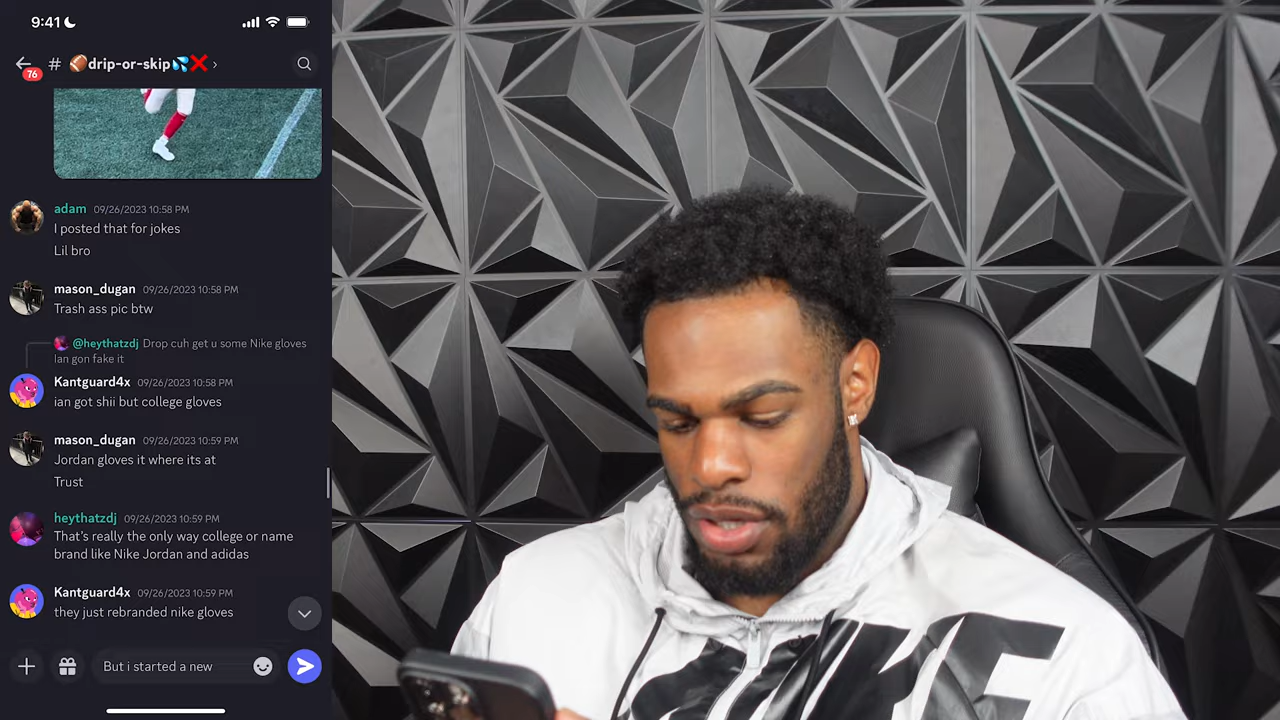 9:41
76
# 🏈drip-or-skip💦❌ ›
adam 09/26/2023 10:58 PM
I posted that for jokes
Lil bro
mason_dugan 09/26/2023 10:58 PM
Trash ass pic btw
@heythatzdj Drop cuh get u some Nike gloves
Ian gon fake it
Kantguard4x 09/26/2023 10:58 PM
ian got shii but college gloves
mason_dugan 09/26/2023 10:59 PM
Jordan gloves it where its at
Trust
heythatzdj 09/26/2023 10:59 PM
That's really the only way college or name
brand like Nike Jordan and adidas
Kantguard4x 09/26/2023 10:59 PM
they just rebranded nike gloves
But i started a new